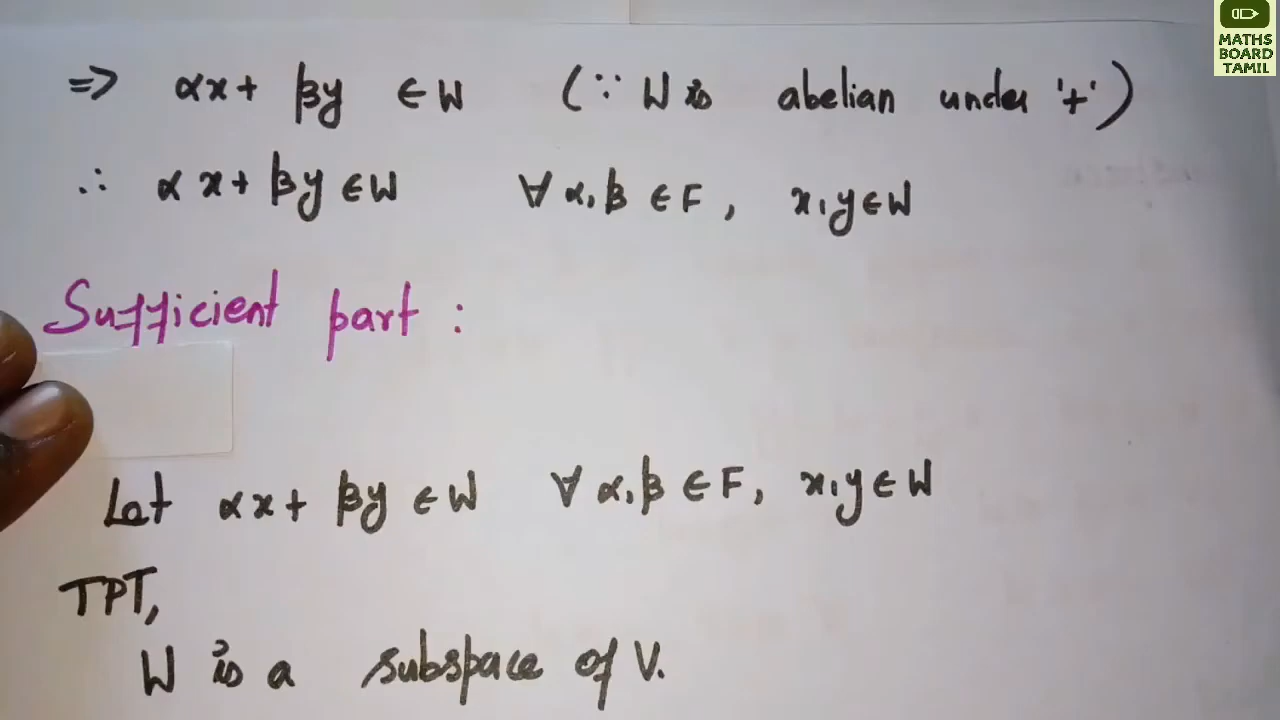 MATHS
BOARD
TAMIL
⇒ αx + βy ∈ W (∵ W is abelian under '+')
∴ αx + βy ∈ W ∀ α, β ∈ F, x, y ∈ W
Sufficient part :
Let αx + βy ∈ W ∀ α, β ∈ F, x, y ∈ W
TPT,
W is a subspace of V.